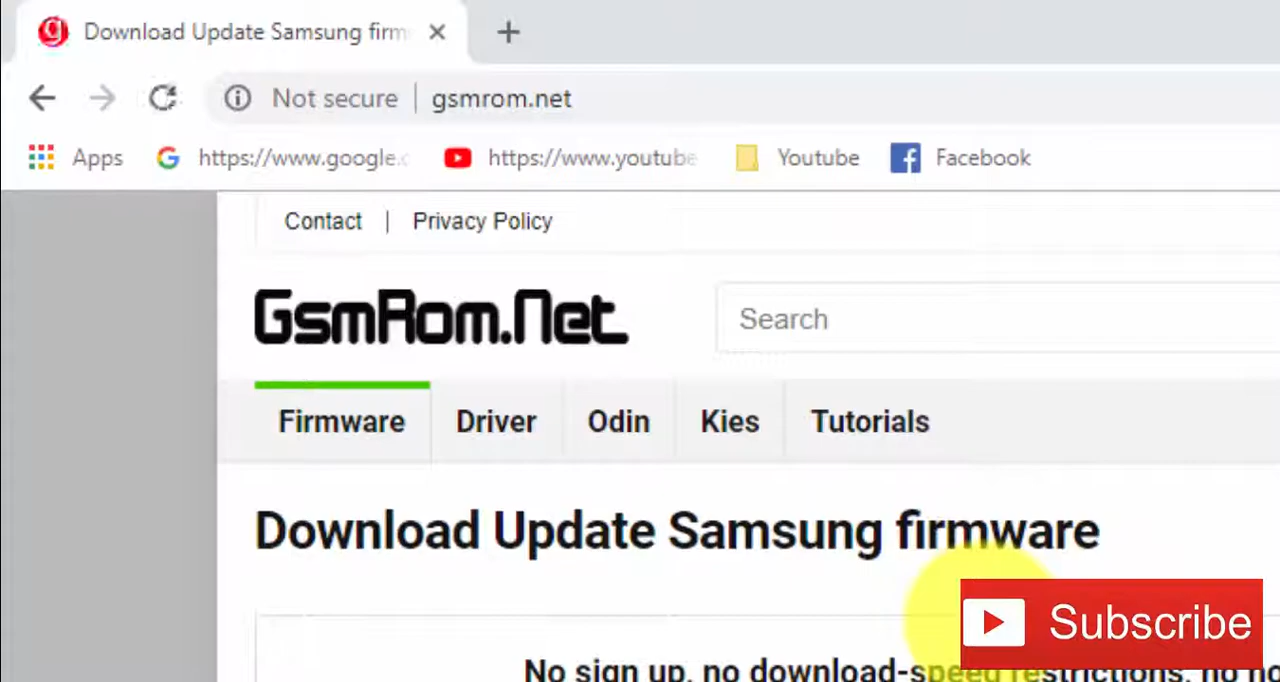 Download Update Samsung firm
Not secure | gsmrom.net
Apps https://www.google.c https://www.youtube Youtube Facebook
Contact | Privacy Policy
GsmRom.Net
Search
Firmware Driver Odin Kies Tutorials
Download Update Samsung firmware
Subscribe
No sign up, no download-speed restrictions, no